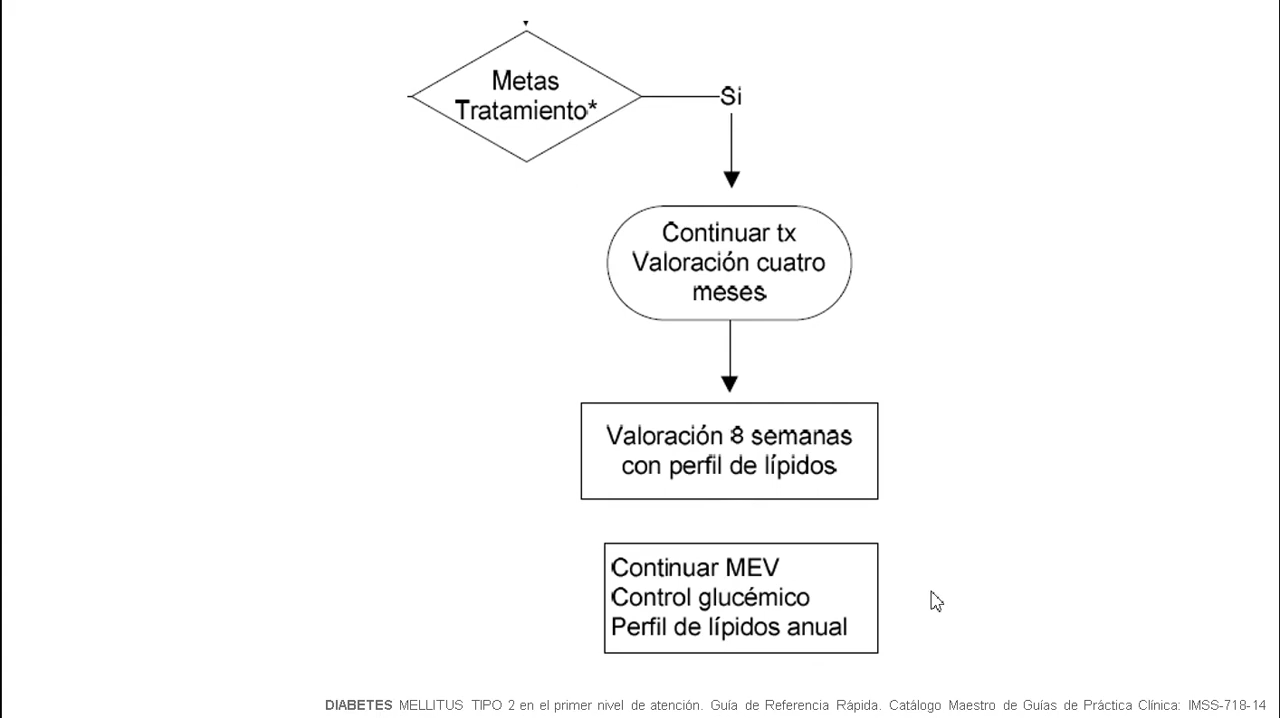 Metas
Tratamiento*
Si
Continuar tx
Valoración cuatro
meses
Valoración 8 semanas
con perfil de lípidos
Continuar MEV
Control glucémico
Perfil de lípidos anual
DIABETES MELLITUS TIPO 2 en el primer nivel de atención. Guía de Referencia Rápida. Catálogo Maestro de Guías de Práctica Clínica: IMSS-718-14